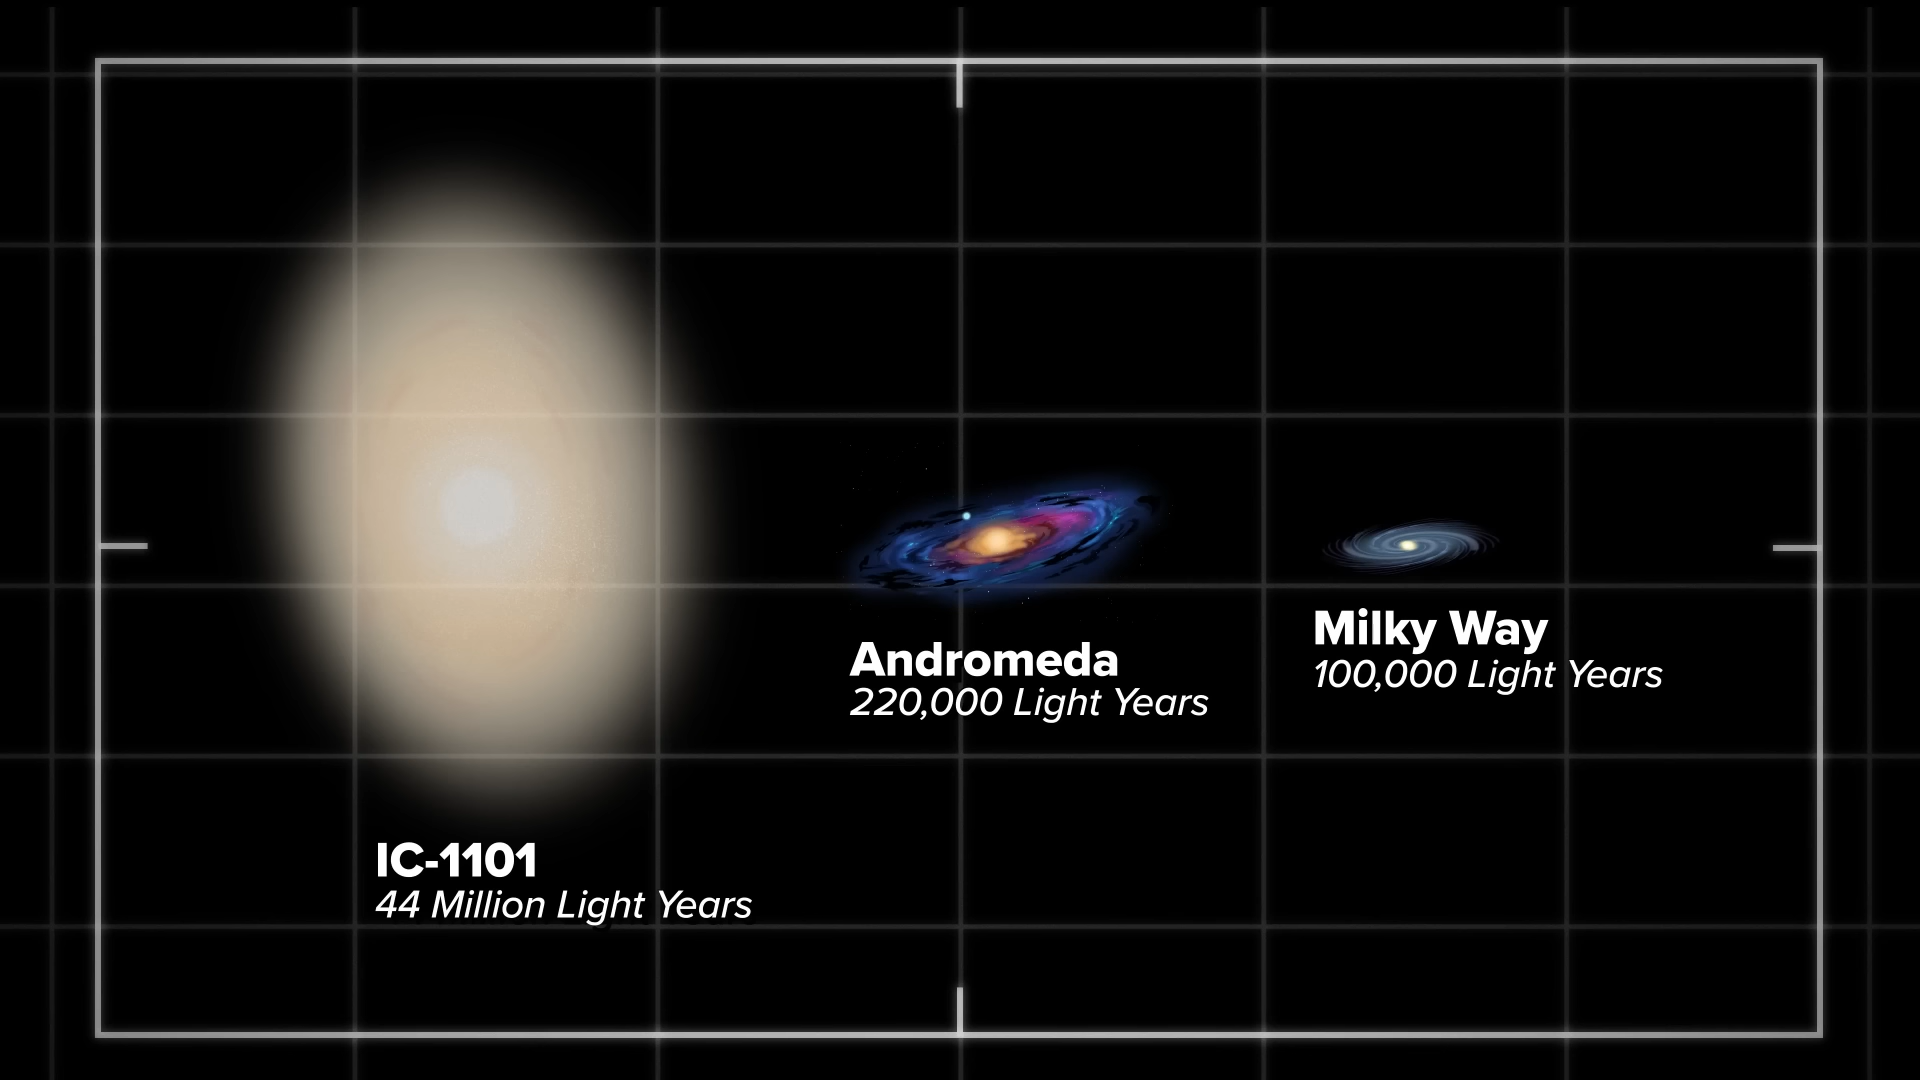 IC-1101
44 Million Light Years
Andromeda
220,000 Light Years
Milky Way
100,000 Light Years